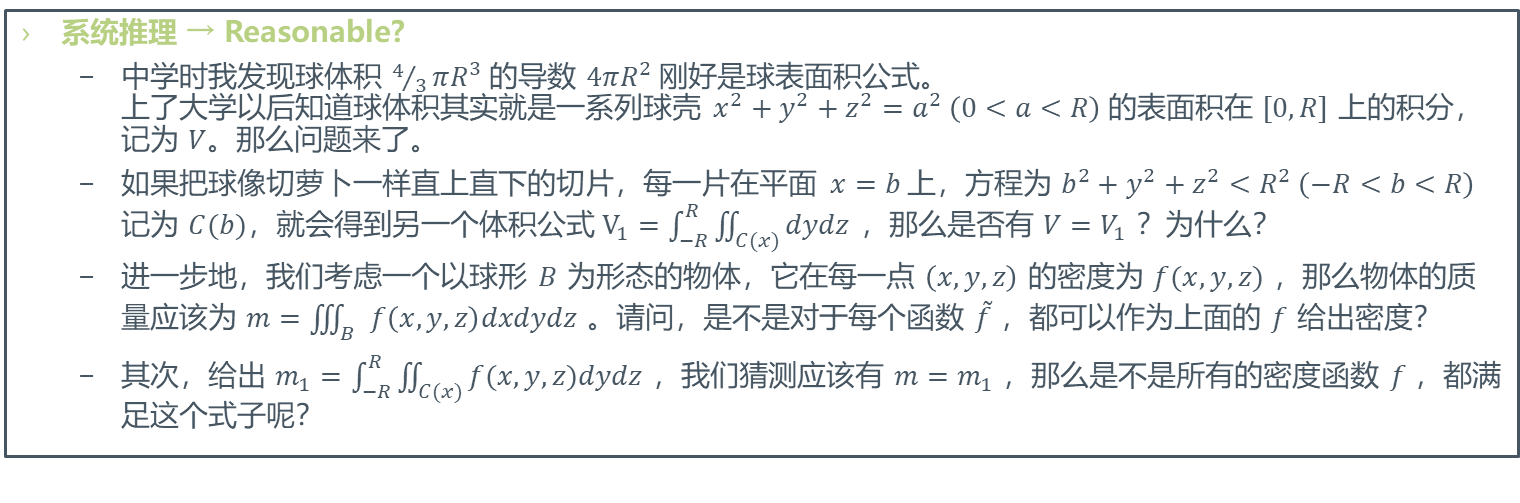 › 系统推理 → Reasonable?
– 中学时我发现球体积 ⁴⁄₃ πR³ 的导数 4πR² 刚好是球表面积公式。
上了大学以后知道球体积其实就是一系列球壳 x² + y² + z² = a² (0 < a < R) 的表面积在 [0, R] 上的积分，
记为 V。那么问题来了。
– 如果把球像切萝卜一样直上直下的切片，每一片在平面 x = b 上，方程为 b² + y² + z² < R² (−R < b < R)
记为 C(b)，就会得到另一个体积公式 V₁ = ∫_{−R}^{R} ∬_{C(x)} dydz ，那么是否有 V = V₁ ？为什么？
– 进一步地，我们考虑一个以球形 B 为形态的物体，它在每一点 (x, y, z) 的密度为 f(x, y, z) ，那么物体的质
量应该为 m = ∭_B f(x, y, z)dxdydz 。请问，是不是对于每个函数 f̃ ，都可以作为上面的 f 给出密度？
– 其次，给出 m₁ = ∫_{−R}^{R} ∬_{C(x)} f(x, y, z)dydz ，我们猜测应该有 m = m₁ ，那么是不是所有的密度函数 f ，都满
足这个式子呢？